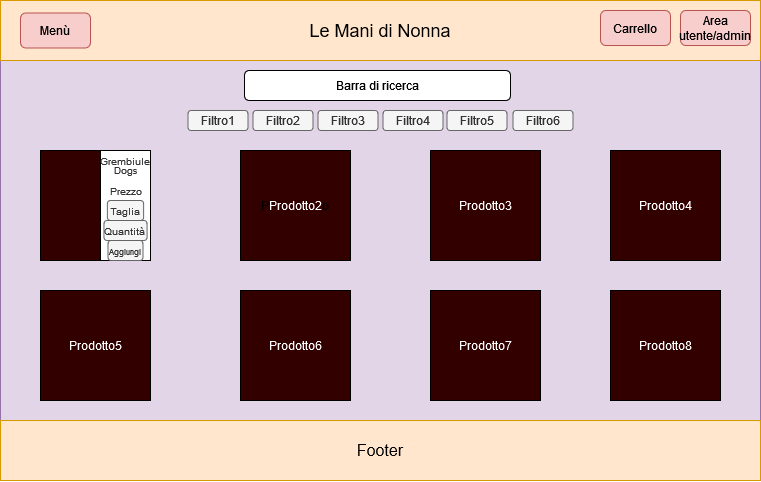 Menù
Le Mani di Nonna
Carrello
Area
utente/admin
Barra di ricerca
Filtro1
Filtro2
Filtro3
Filtro4
Filtro5
Filtro6
Grembiule
Dogs
Prezzo
Taglia
Quantità
Aggiungi
Prodotto2
Prodotto3
Prodotto4
Prodotto5
Prodotto6
Prodotto7
Prodotto8
Footer